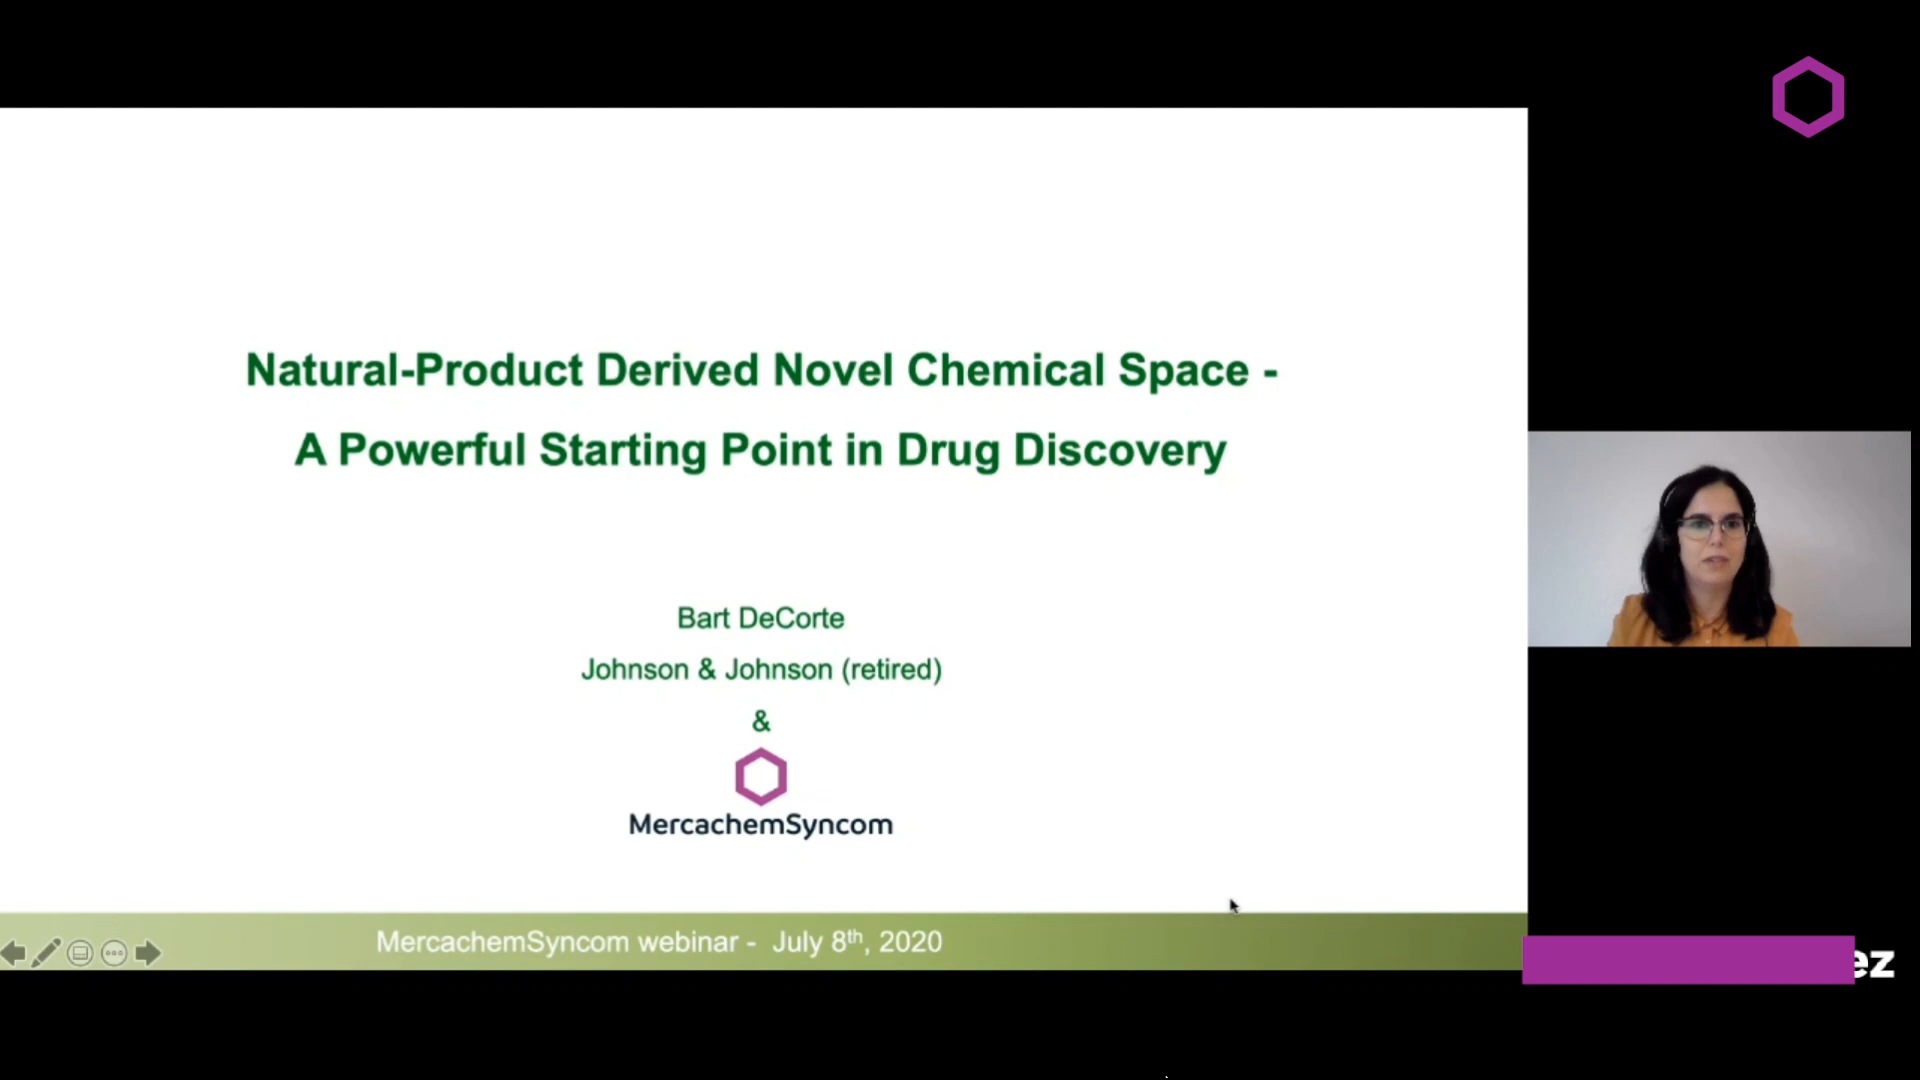 Natural-Product Derived Novel Chemical Space -
A Powerful Starting Point in Drug Discovery
Bart DeCorte
Johnson & Johnson (retired)
&
MercachemSyncom
MercachemSyncom webinar - July 8th, 2020